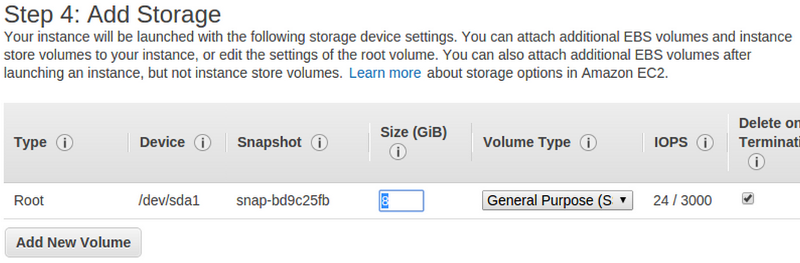 Step 4: Add Storage
Your instance will be launched with the following storage device settings. You can attach additional EBS volumes and instance
store volumes to your instance, or edit the settings of the root volume. You can also attach additional EBS volumes after
launching an instance, but not instance store volumes. Learn more about storage options in Amazon EC2.
Type i Device i Snapshot i Size (GiB) i Volume Type i IOPS i Delete on Terminati i
Root /dev/sda1 snap-bd9c25fb 8 General Purpose (S 24 / 3000
Add New Volume